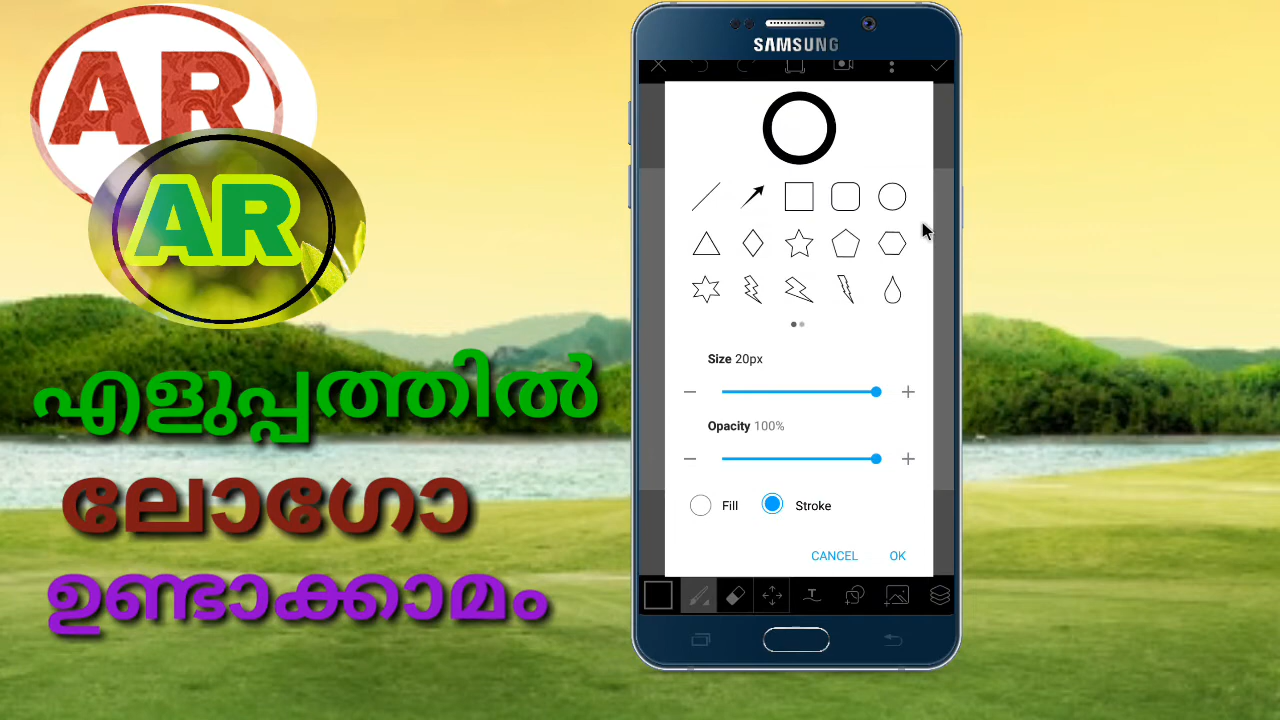 AR
AR
എളുപ്പത്തിൽ
ലോഗോ
ഉണ്ടാക്കാമം
SAMSUNG
Size 20px
Opacity 100%
Fill Stroke
CANCEL OK